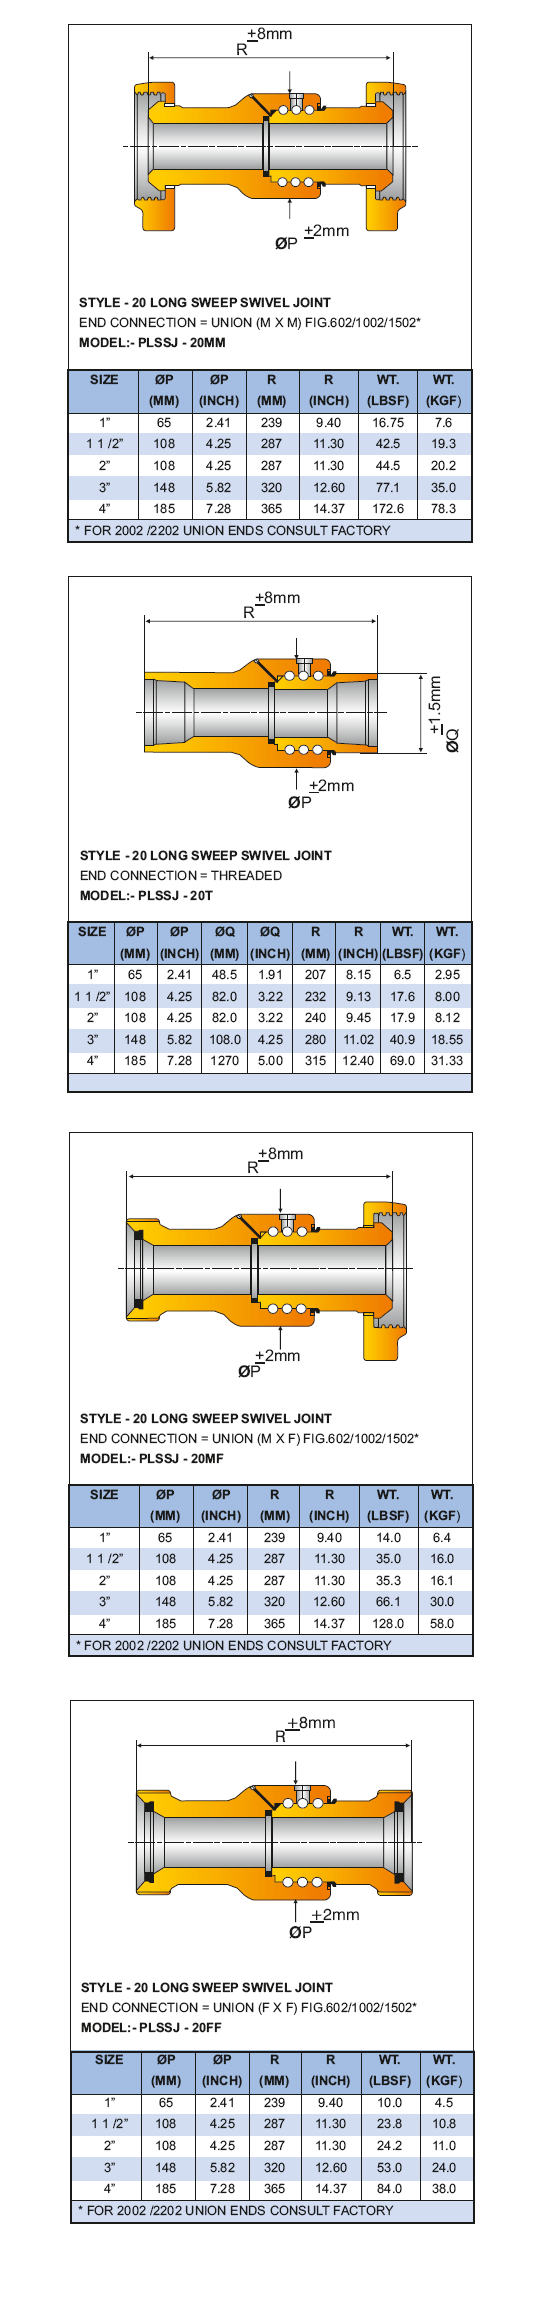 ±8mm
R
ØP ±2mm
STYLE - 20 LONG SWEEP SWIVEL JOINT
END CONNECTION = UNION (M X M) FIG.602/1002/1502*
MODEL:- PLSSJ - 20MM
SIZE ØP ØP R R WT. WT.
(MM) (INCH) (MM) (INCH) (LBSF) (KGF)
1” 65 2.41 239 9.40 16.75 7.6
1 1 /2” 108 4.25 287 11.30 42.5 19.3
2” 108 4.25 287 11.30 44.5 20.2
3” 148 5.82 320 12.60 77.1 35.0
4” 185 7.28 365 14.37 172.6 78.3
* FOR 2002 /2202 UNION ENDS CONSULT FACTORY
±8mm
R
ØQ ±1.5mm
ØP ±2mm
STYLE - 20 LONG SWEEP SWIVEL JOINT
END CONNECTION = THREADED
MODEL:- PLSSJ - 20T
SIZE ØP ØP ØQ ØQ R R WT. WT.
(MM) (INCH) (MM) (INCH) (MM) (INCH) (LBSF) (KGF)
1” 65 2.41 48.5 1.91 207 8.15 6.5 2.95
1 1 /2” 108 4.25 82.0 3.22 232 9.13 17.6 8.00
2” 108 4.25 82.0 3.22 240 9.45 17.9 8.12
3” 148 5.82 108.0 4.25 280 11.02 40.9 18.55
4” 185 7.28 1270 5.00 315 12.40 69.0 31.33
±8mm
R
ØP ±2mm
STYLE - 20 LONG SWEEP SWIVEL JOINT
END CONNECTION = UNION (M X F) FIG.602/1002/1502*
MODEL:- PLSSJ - 20MF
SIZE ØP ØP R R WT. WT.
(MM) (INCH) (MM) (INCH) (LBSF) (KGF)
1” 65 2.41 239 9.40 14.0 6.4
1 1 /2” 108 4.25 287 11.30 35.0 16.0
2” 108 4.25 287 11.30 35.3 16.1
3” 148 5.82 320 12.60 66.1 30.0
4” 185 7.28 365 14.37 128.0 58.0
* FOR 2002 /2202 UNION ENDS CONSULT FACTORY
±8mm
R
ØP ±2mm
STYLE - 20 LONG SWEEP SWIVEL JOINT
END CONNECTION = UNION (F X F) FIG.602/1002/1502*
MODEL:- PLSSJ - 20FF
SIZE ØP ØP R R WT. WT.
(MM) (INCH) (MM) (INCH) (LBSF) (KGF)
1” 65 2.41 239 9.40 10.0 4.5
1 1 /2” 108 4.25 287 11.30 23.8 10.8
2” 108 4.25 287 11.30 24.2 11.0
3” 148 5.82 320 12.60 53.0 24.0
4” 185 7.28 365 14.37 84.0 38.0
* FOR 2002 /2202 UNION ENDS CONSULT FACTORY